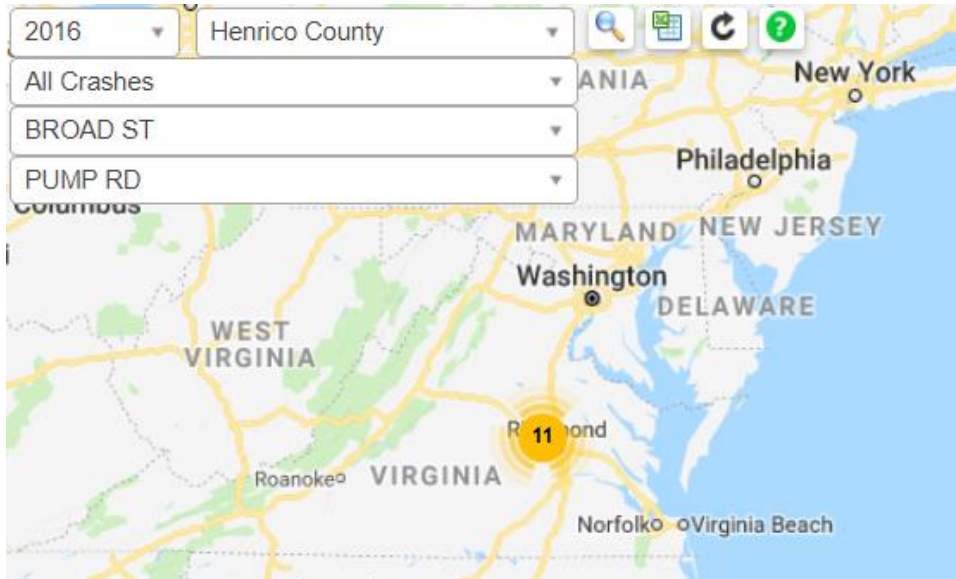 2016
Henrico County
?
All Crashes
BROAD ST
PUMP RD
ANIA
New York
Philadelphia
Columbus
MARYLAND
NEW JERSEY
Washington
DELAWARE
WEST
VIRGINIA
11
Roanoke
VIRGINIA
Norfolk
Virginia Beach